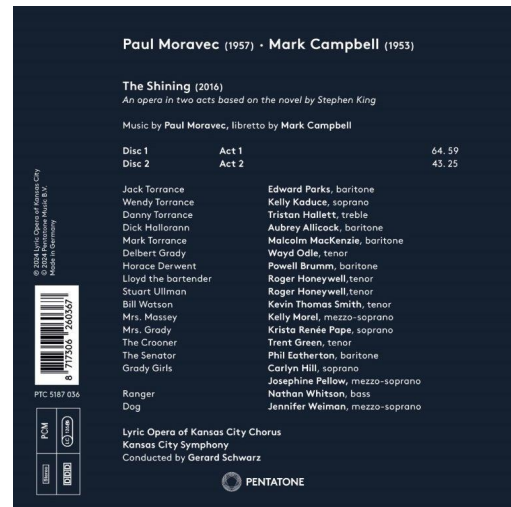 Paul Moravec (1957) · Mark Campbell (1953)
The Shining (2016)
An opera in two acts based on the novel by Stephen King
Music by Paul Moravec, libretto by Mark Campbell
Disc 1 Act 1 64. 59
Disc 2 Act 2 43. 25
Jack Torrance Edward Parks, baritone
Wendy Torrance Kelly Kaduce, soprano
Danny Torrance Tristan Hallett, treble
Dick Hallorann Aubrey Allicock, baritone
Mark Torrance Malcolm MacKenzie, baritone
Delbert Grady Wayd Odle, tenor
Horace Derwent Powell Brumm, baritone
Lloyd the bartender Roger Honeywell,tenor
Stuart Ullman Roger Honeywell,tenor
Bill Watson Kevin Thomas Smith, tenor
Mrs. Massey Kelly Morel, mezzo-soprano
Mrs. Grady Krista Renée Pape, soprano
The Crooner Trent Green, tenor
The Senator Phil Eatherton, baritone
Grady Girls Carlyn Hill, soprano
Josephine Pellow, mezzo-soprano
Ranger Nathan Whitson, bass
Dog Jennifer Weiman, mezzo-soprano
Lyric Opera of Kansas City Chorus
Kansas City Symphony
Conducted by Gerard Schwarz
PENTATONE
℗ 2024 Lyric Opera of Kansas City
© 2024 Pentatone Music B.V.
Made in Germany
8 717306 260367
PTC 5187 036
PCM
Stereo
DDD